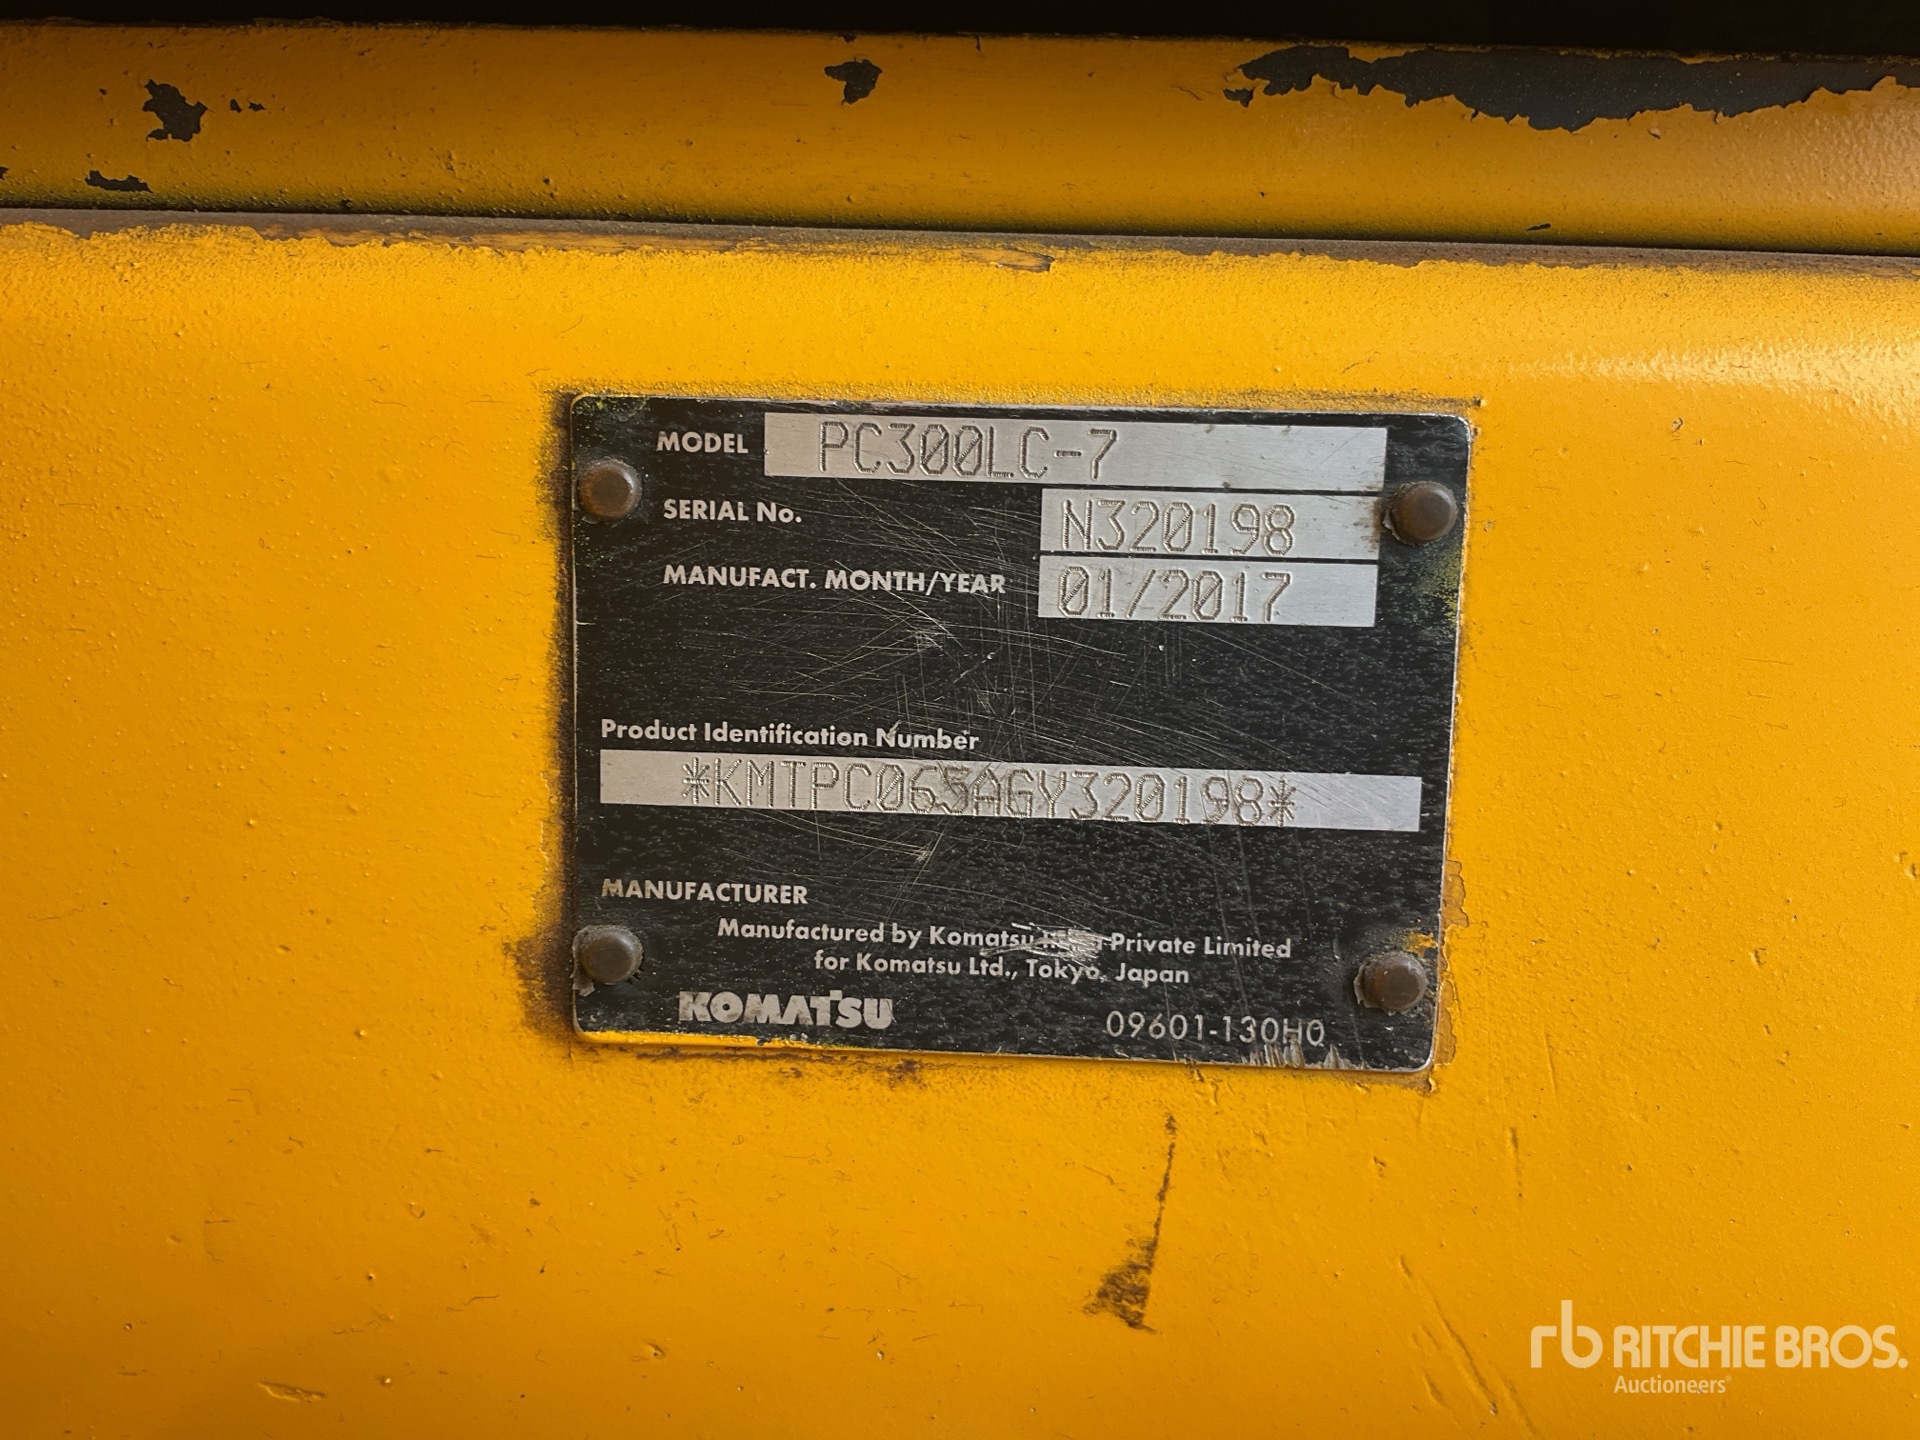 MODEL PC300LC-7
SERIAL No. N320198
MANUFACT. MONTH/YEAR 01/2017
Product Identification Number
*KMTPC065AGY320198*
MANUFACTURER
Manufactured by Komatsu Private Limited
for Komatsu Ltd., Tokyo, Japan
KOMATSU 09601-130H0
rb RITCHIE BROS.
Auctioneers